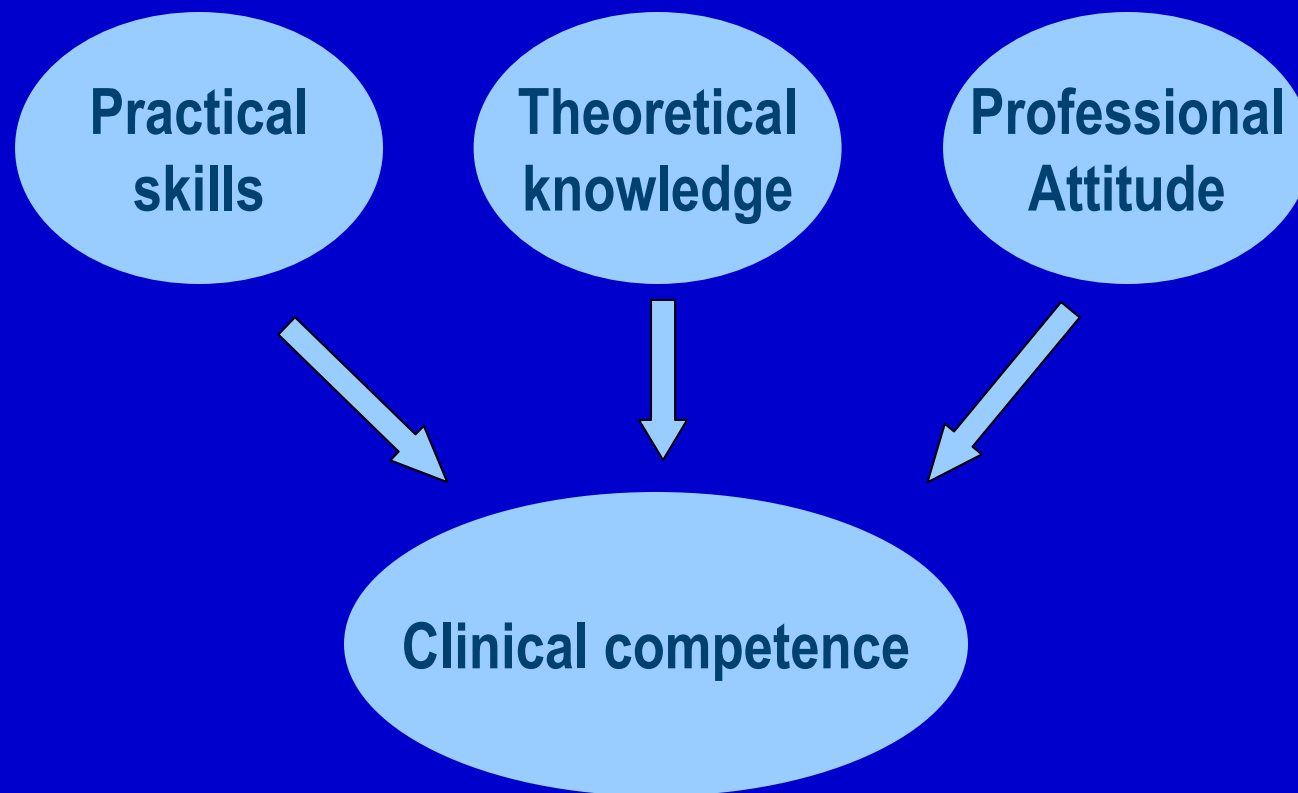 Practical
skills
Theoretical
knowledge
Professional
Attitude
Clinical competence